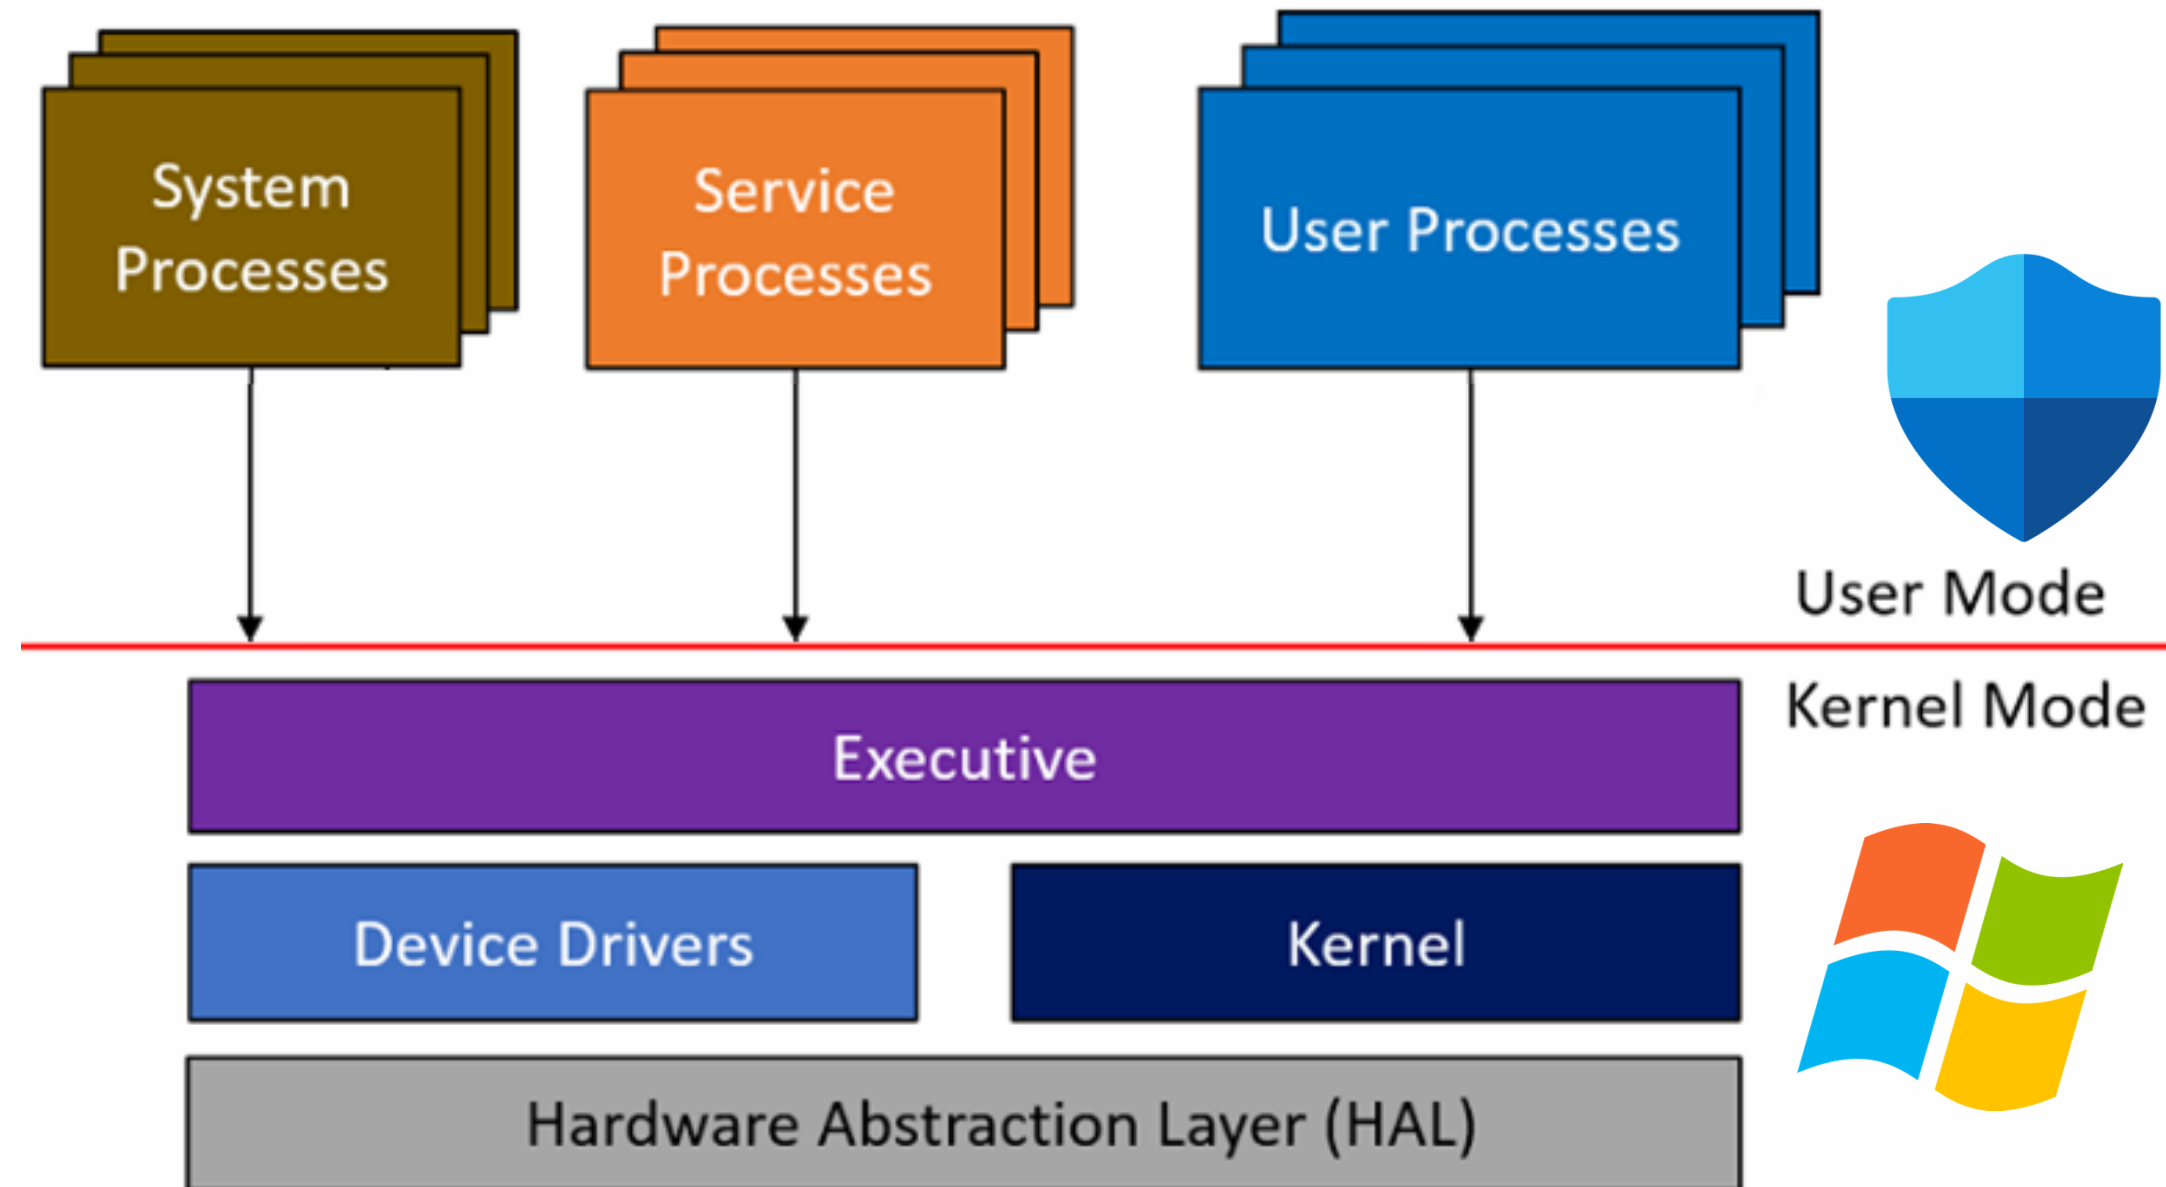 System
Processes
Service
Processes
User Processes
User Mode
Kernel Mode
Executive
Device Drivers
Kernel
Hardware Abstraction Layer (HAL)